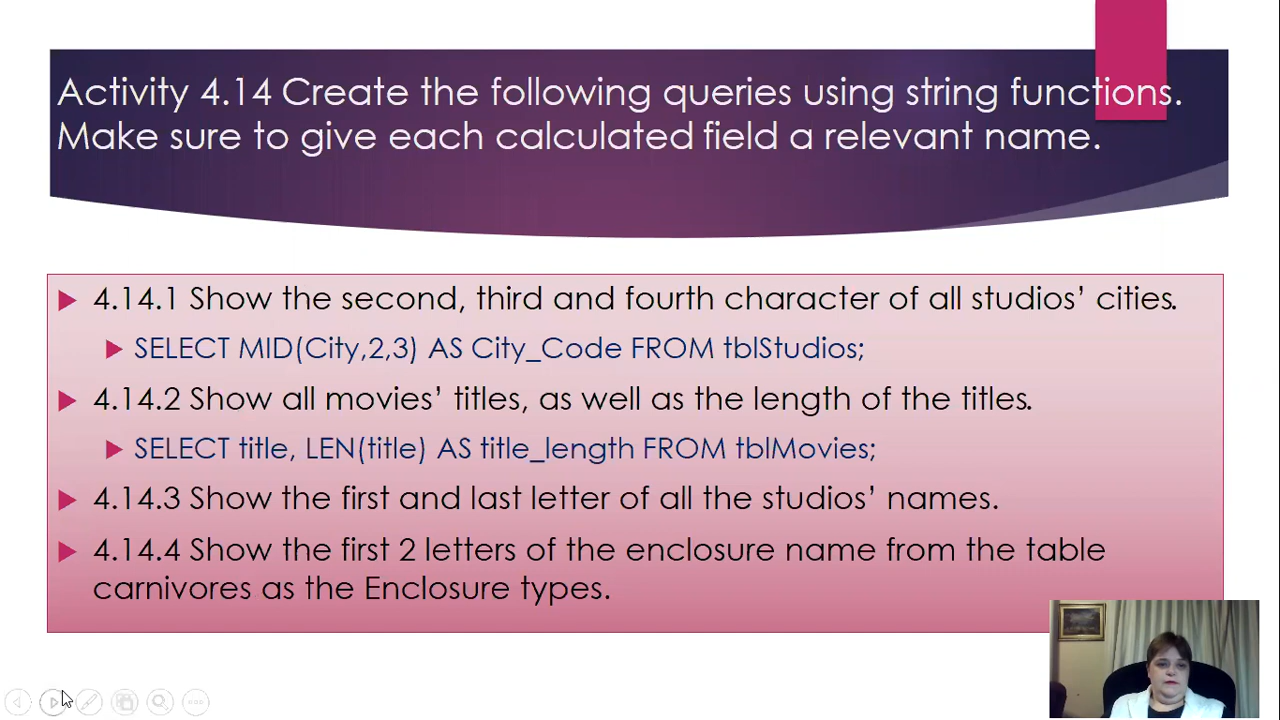 Activity 4.14 Create the following queries using string functions.
Make sure to give each calculated field a relevant name.
4.14.1 Show the second, third and fourth character of all studios’ cities.
SELECT MID(City,2,3) AS City_Code FROM tblStudios;
4.14.2 Show all movies’ titles, as well as the length of the titles.
SELECT title, LEN(title) AS title_length FROM tblMovies;
4.14.3 Show the first and last letter of all the studios’ names.
4.14.4 Show the first 2 letters of the enclosure name from the table
carnivores as the Enclosure types.